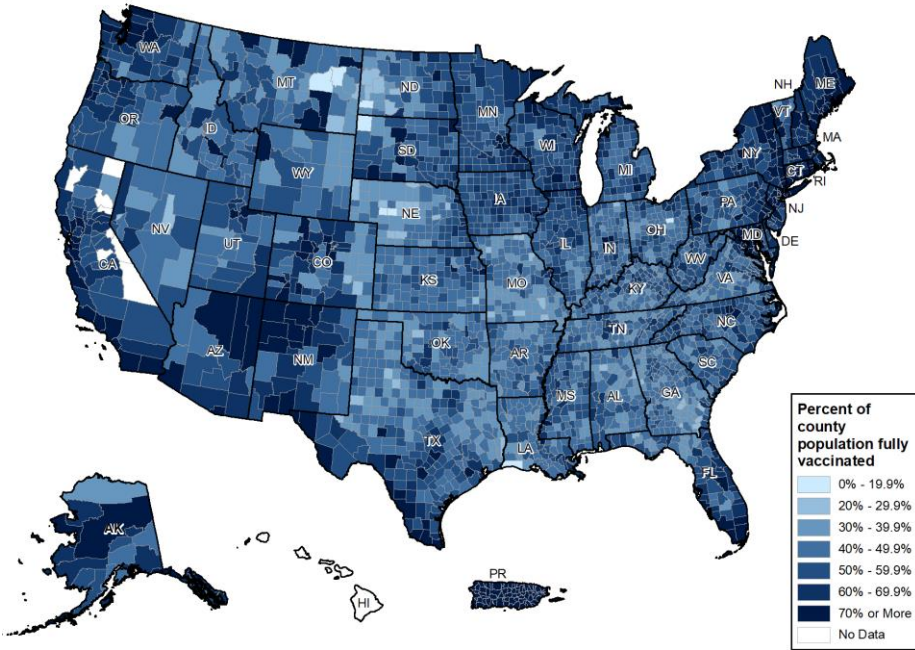 WA
MT
ND
MN
OR
ID
WY
SD
WI
MI
NH
ME
VT
MA
NY
CT
RI
NV
UT
CA
CO
NE
IA
IL
IN
OH
PA
NJ
MD
DE
WV
VA
KS
MO
KY
AZ
NM
OK
AR
TN
NC
SC
TX
LA
MS
AL
GA
FL
AK
HI
PR
Percent of
county
population fully
vaccinated
0% - 19.9%
20% - 29.9%
30% - 39.9%
40% - 49.9%
50% - 59.9%
60% - 69.9%
70% or More
No Data